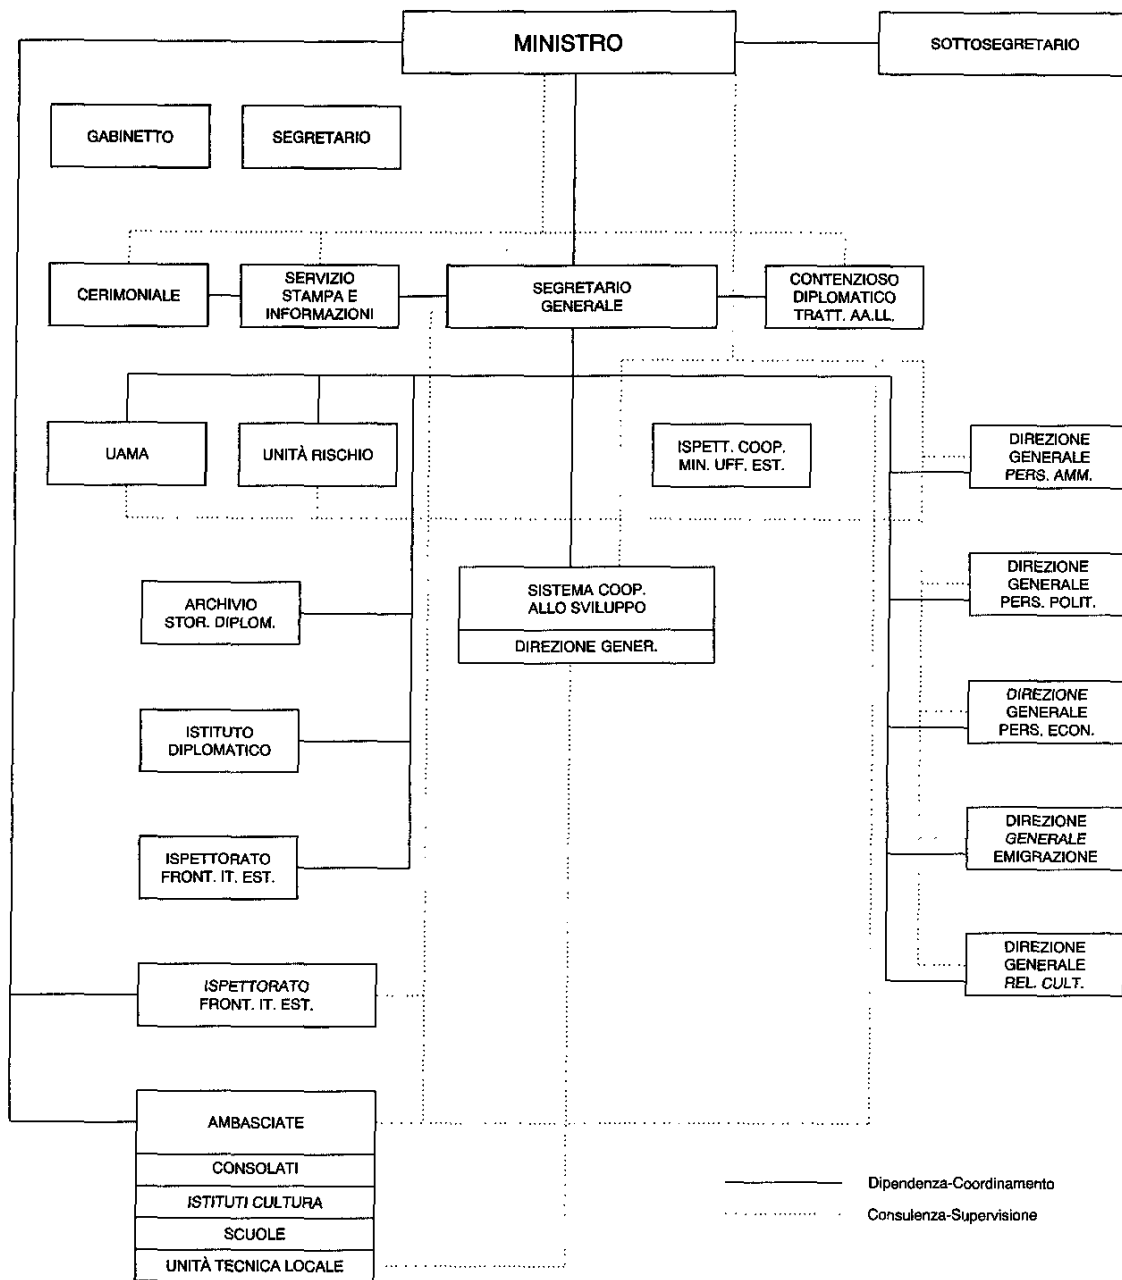 MINISTRO
SOTTOSEGRETARIO
GABINETTO
SEGRETARIO
CERIMONIALE
SERVIZIO
STAMPA E
INFORMAZIONI
SEGRETARIO
GENERALE
CONTENZIOSO
DIPLOMATICO
TRATT. AA.LL.
UAMA
UNITÀ RISCHIO
ISPETT. COOP.
MIN. UFF. EST.
DIREZIONE
GENERALE
PERS. AMM.
ARCHIVIO
STOR. DIPLOM.
SISTEMA COOP.
ALLO SVILUPPO
DIREZIONE GENER.
DIREZIONE
GENERALE
PERS. POLIT.
ISTITUTO
DIPLOMATICO
DIREZIONE
GENERALE
PERS. ECON.
ISPETTORATO
FRONT. IT. EST.
DIREZIONE
GENERALE
EMIGRAZIONE
ISPETTORATO
FRONT. IT. EST.
DIREZIONE
GENERALE
REL. CULT.
AMBASCIATE
CONSOLATI
ISTITUTI CULTURA
SCUOLE
UNITÀ TECNICA LOCALE
Dipendenza-Coordinamento
Consulenza-Supervisione